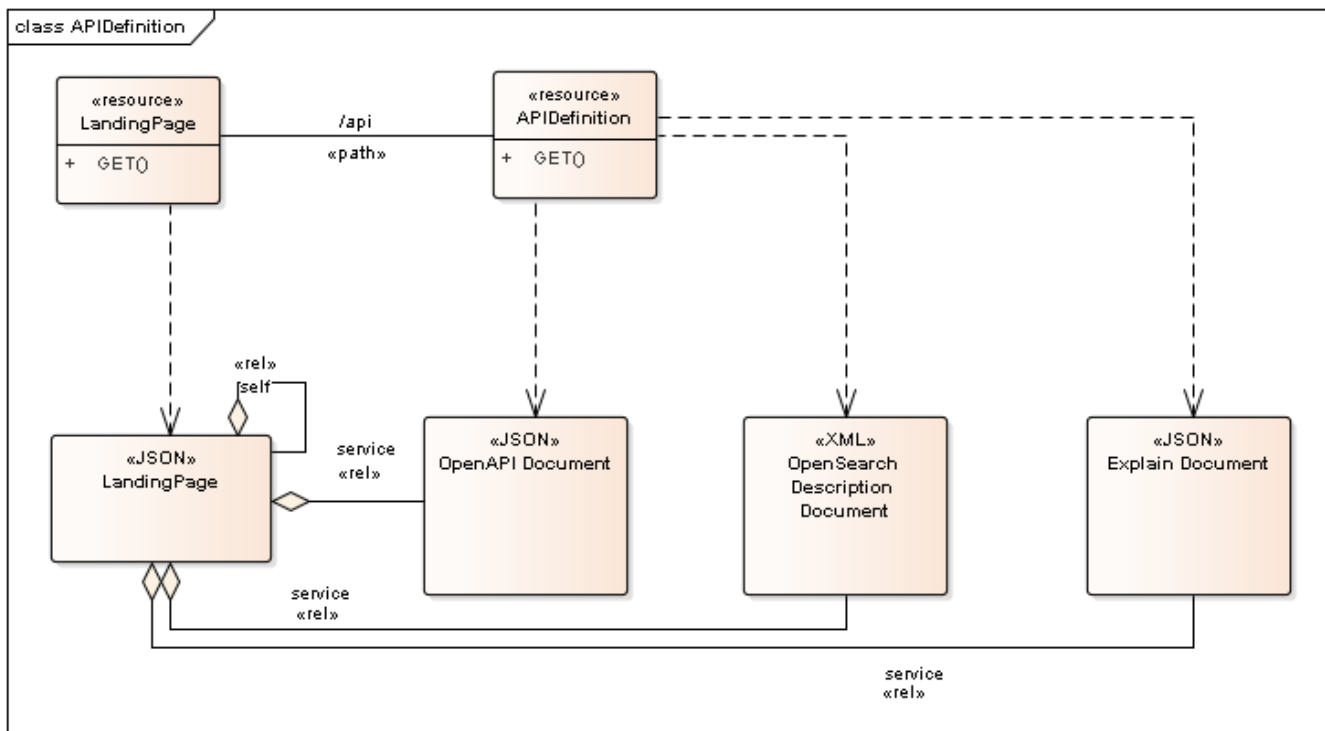 class APIDefinition
«resource»
LandingPage
+ GET()
/api
«path»
«resource»
APIDefinition
+ GET()
«rel»
self
«JSON»
LandingPage
service
«rel»
«JSON»
OpenAPI Document
«XML»
OpenSearch
Description
Document
«JSON»
Explain Document
service
«rel»
service
«rel»